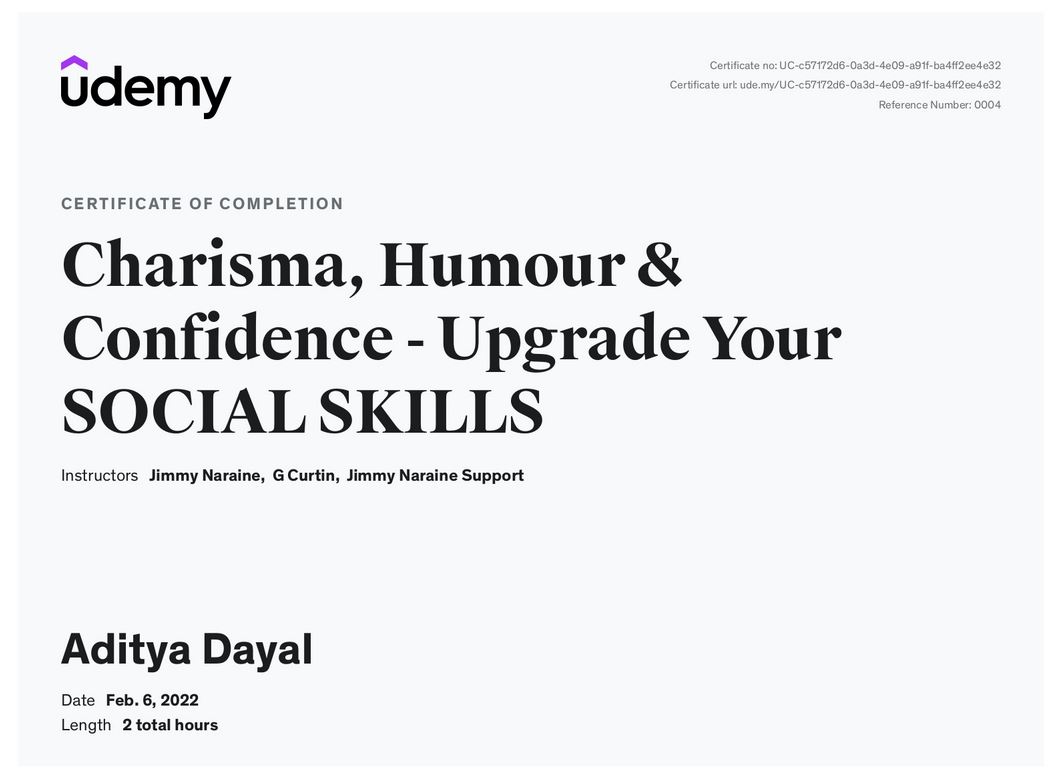 udemy
Certificate no: UC-c57172d6-0a3d-4e09-a91f-ba4ff2ee4e32
Certificate url: ude.my/UC-c57172d6-0a3d-4e09-a91f-ba4ff2ee4e32
Reference Number: 0004
CERTIFICATE OF COMPLETION
Charisma, Humour &
Confidence - Upgrade Your
SOCIAL SKILLS
Instructors Jimmy Naraine, G Curtin, Jimmy Naraine Support
Aditya Dayal
Date Feb. 6, 2022
Length 2 total hours